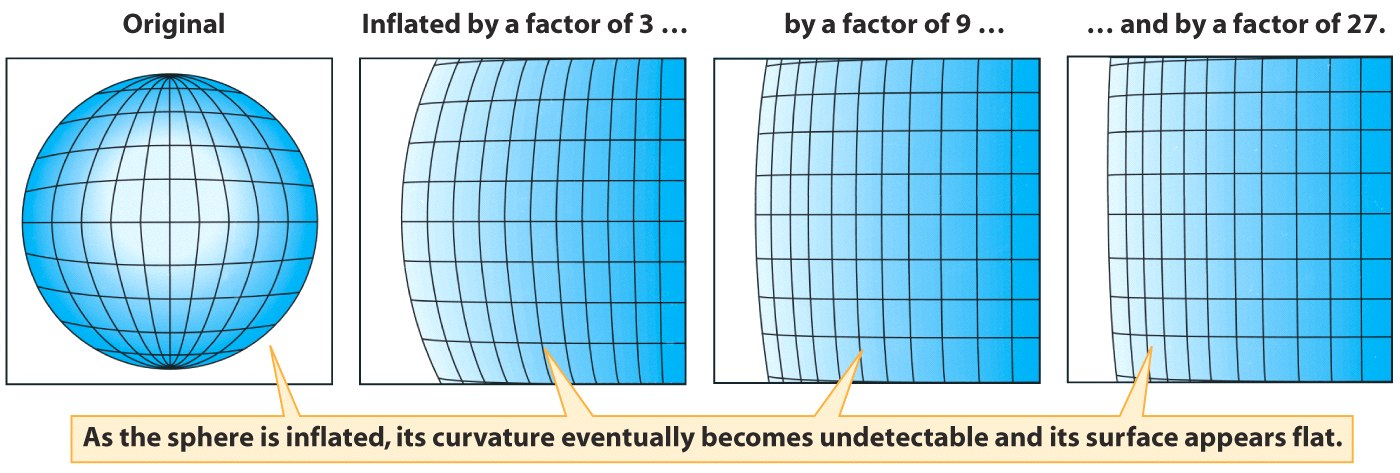 Original
Inflated by a factor of 3 …
by a factor of 9 …
… and by a factor of 27.
As the sphere is inflated, its curvature eventually becomes undetectable and its surface appears flat.